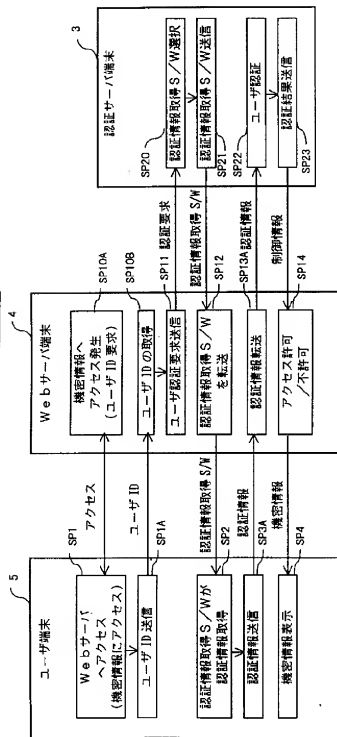 5
ユーザ端末
SP1
Webサーバ
へアクセス
(機密情報にアクセス)
ユーザID送信
SP1A
認証情報取得S/Wが
認証情報取得
SP2
認証情報送信
SP3A
機密情報表示
SP4
アクセス
ユーザID
認証情報取得S/W
認証情報
機密情報
4
Webサーバ端末
機密情報へ
アクセス発生
(ユーザID要求)
SP10A
SP10B
ユーザIDの取得
ユーザ認証要求送信
SP11
認証情報取得S/W
を転送
SP12
認証情報転送
SP13A
アクセス許可
/不許可
SP14
認証要求
認証情報取得S/W
認証情報
制御情報
3
認証サーバ端末
SP20
認証情報取得S/W選択
認証情報取得S/W送信
SP21
SP22
ユーザ認証
認証結果送信
SP23